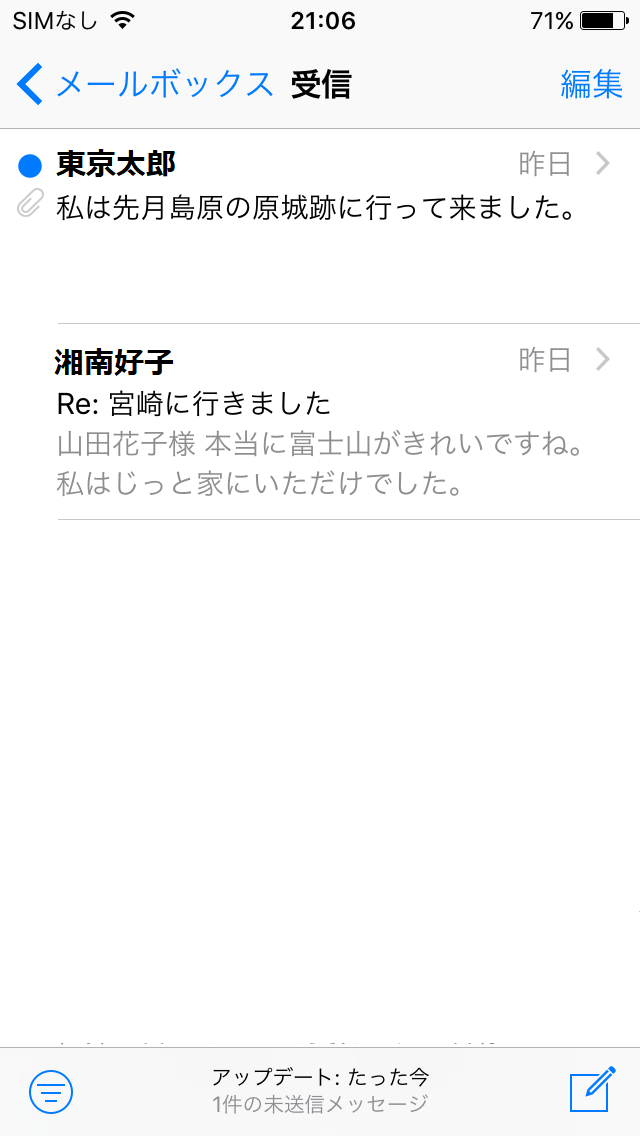 SIMなし 21:06 71%
メールボックス 受信 編集
東京太郎 昨日
私は先月島原の原城跡に行って来ました。
湘南好子 昨日
Re: 宮崎に行きました
山田花子様 本当に富士山がきれいですね。
私はじっと家にいただけでした。
アップデート: たった今
1件の未送信メッセージ